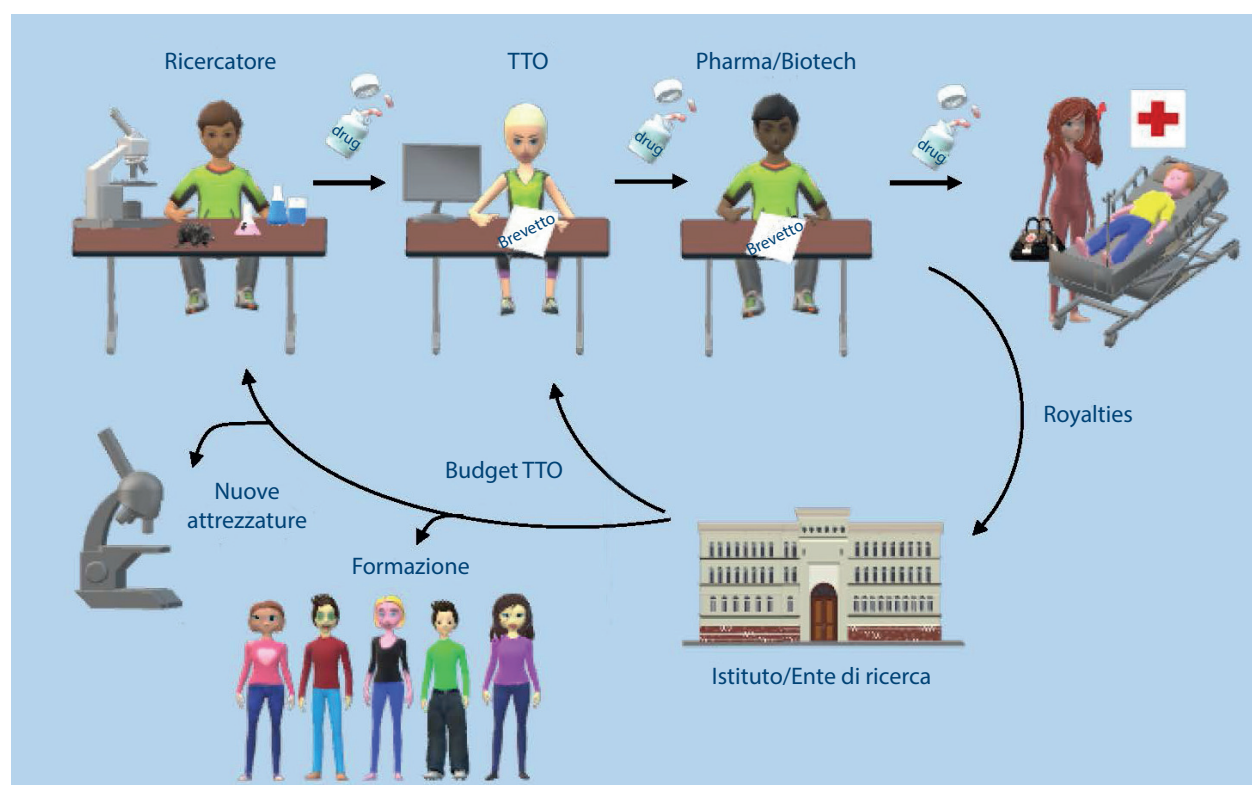 Ricercatore
TTO
Pharma/Biotech
drug
drug
drug
Brevetto
Brevetto
Royalties
Budget TTO
Nuove
attrezzature
Formazione
Istituto/Ente di ricerca